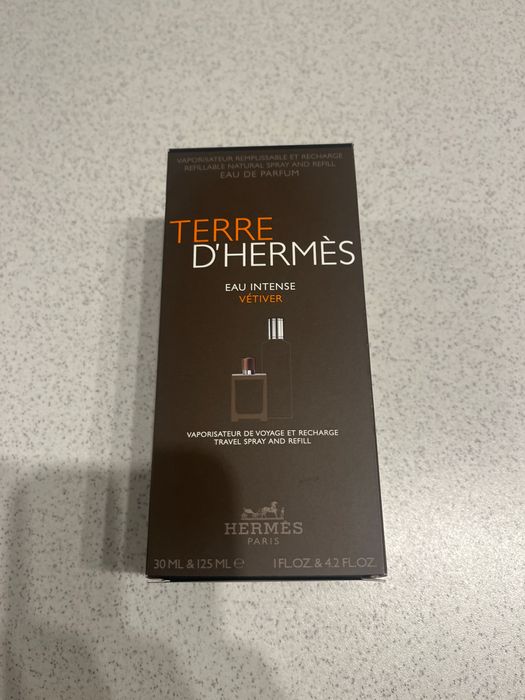 VAPORISATEUR REMPLISSABLE ET RECHARGE
REFILLABLE NATURAL SPRAY AND REFILL
EAU DE PARFUM
TERRE
D'HERMÈS
EAU INTENSE
VÉTIVER
VAPORISATEUR DE VOYAGE ET RECHARGE
TRAVEL SPRAY AND REFILL
HERMÈS
PARIS
30 ML & 125 ML ℮ 1 FL.OZ. & 4.2 FL.OZ.